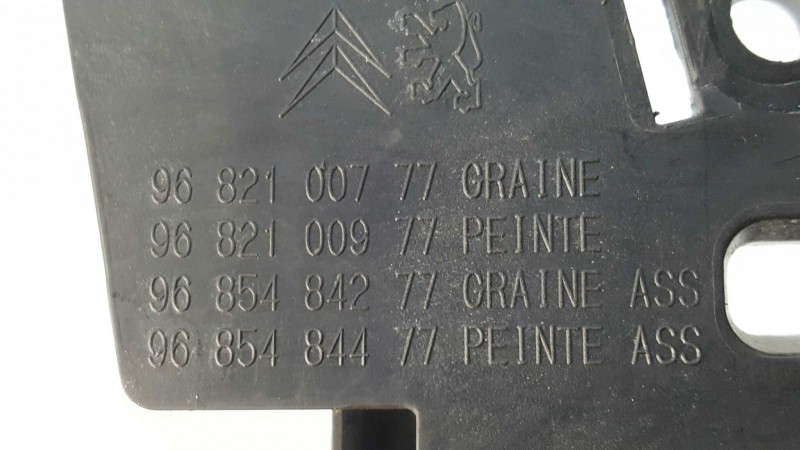 96 821 007 77 GRAINE
96 821 009 77 PEINTE
96 854 842 77 GRAINE ASS
96 854 844 77 PEINTE ASS